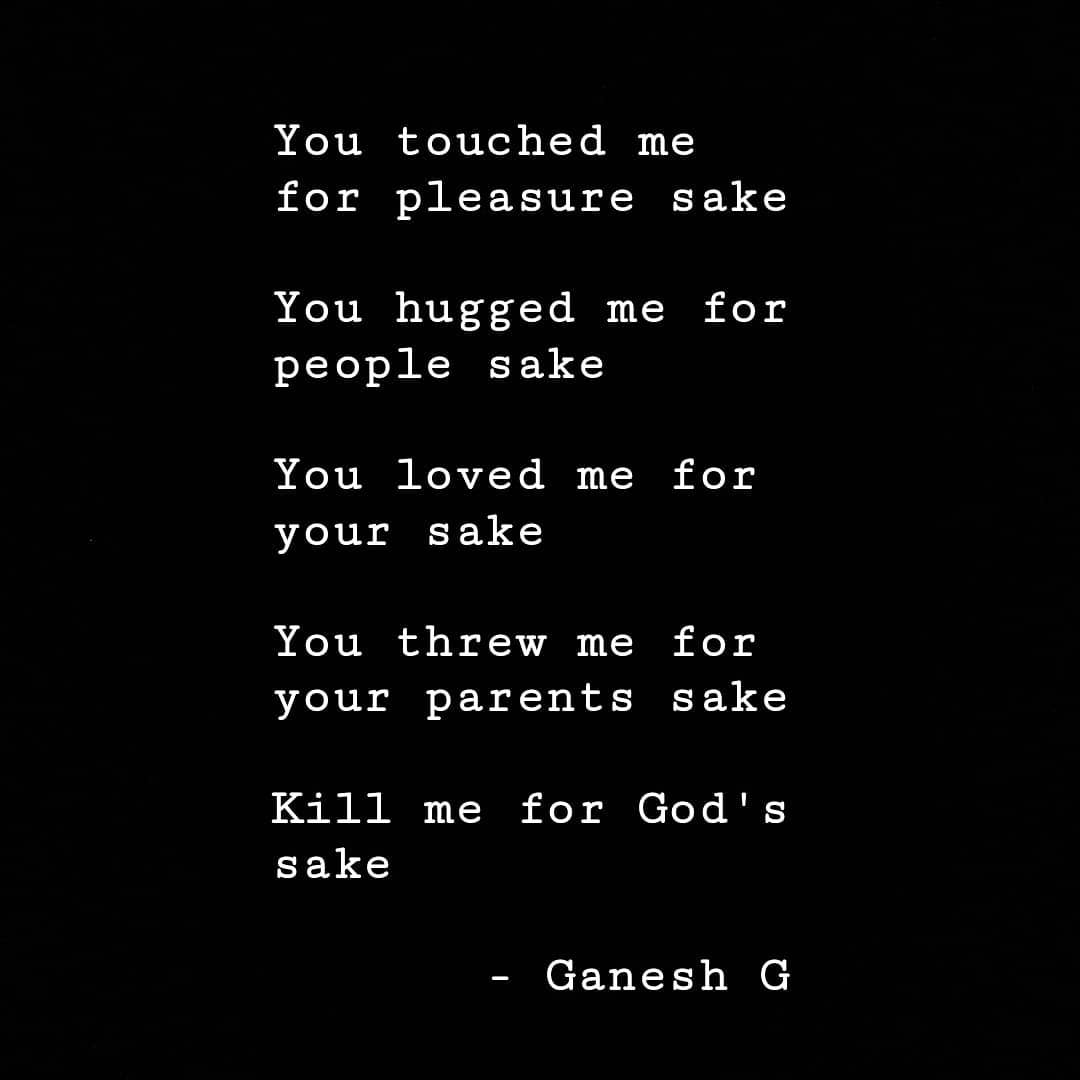 You touched me
for pleasure sake
You hugged me for
people sake
You loved me for
your sake
You threw me for
your parents sake
Kill me for God's
sake
- Ganesh G